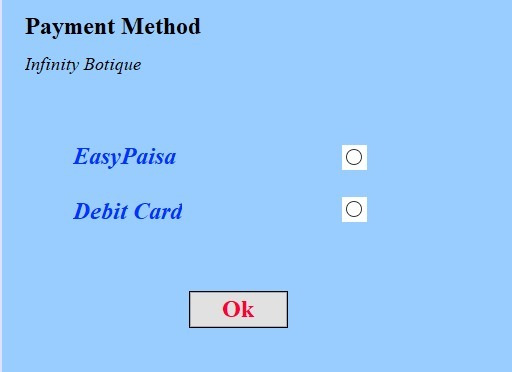 Payment Method
Infinity Botique
EasyPaisa
Debit Card
Ok